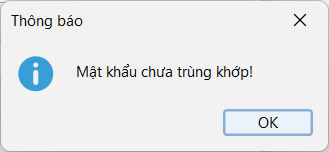 Thông báo
Mật khẩu chưa trùng khớp!
OK